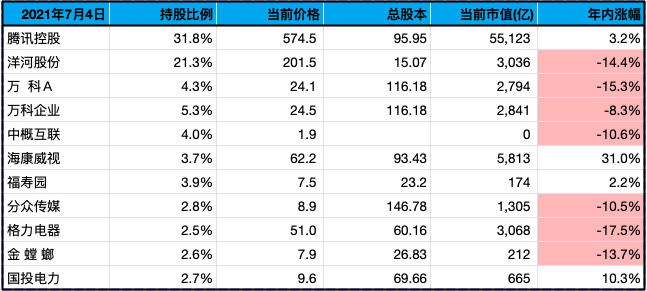 2021年7月4日 持股比例 当前价格 总股本 当前市值(亿) 年内涨幅
腾讯控股 31.8% 574.5 95.95 55,123 3.2%
洋河股份 21.3% 201.5 15.07 3,036 -14.4%
万 科A 4.3% 24.1 116.18 2,794 -15.3%
万科企业 5.3% 24.5 116.18 2,841 -8.3%
中概互联 4.0% 1.9 0 -10.6%
海康威视 3.7% 62.2 93.43 5,813 31.0%
福寿园 3.9% 7.5 23.2 174 2.2%
分众传媒 2.8% 8.9 146.78 1,305 -10.5%
格力电器 2.5% 51.0 60.16 3,068 -17.5%
金 螳 螂 2.6% 7.9 26.83 212 -13.7%
国投电力 2.7% 9.6 69.66 665 10.3%